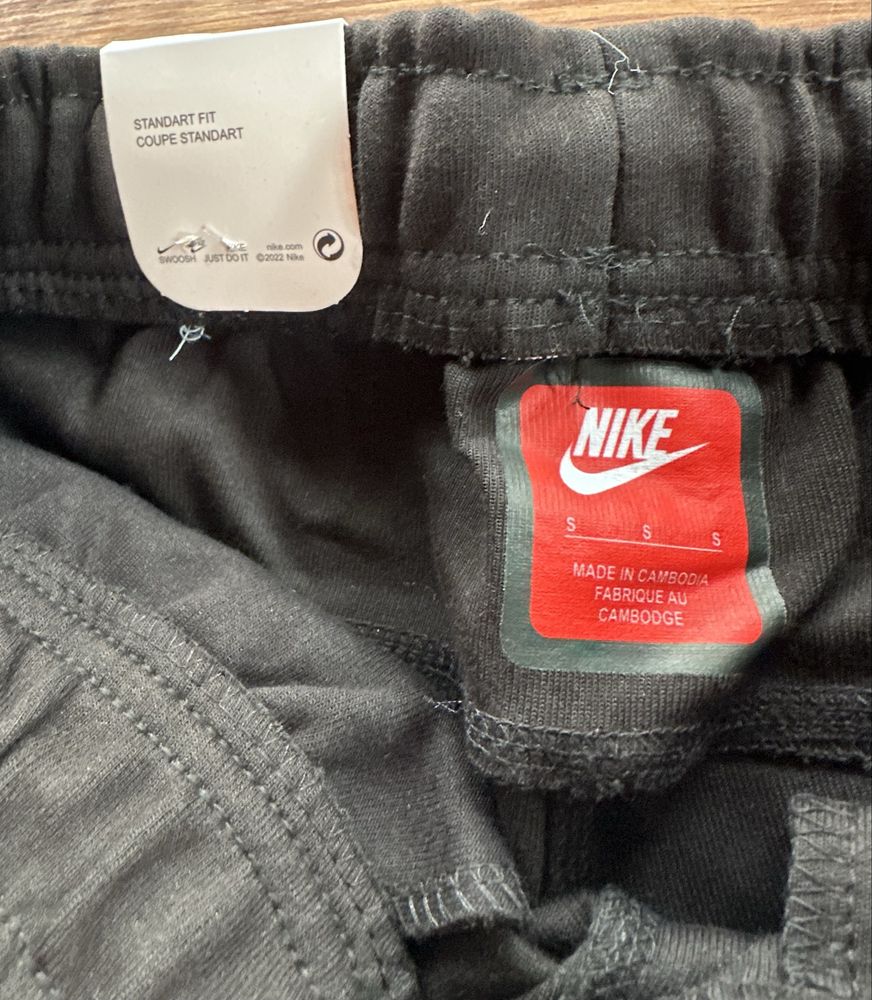 STANDART FIT
COUPE STANDART
NIKE nike.com
SWOOSH JUST DO IT ©2022 Nike
NIKE
S S S
MADE IN CAMBODIA
FABRIQUE AU
CAMBODGE